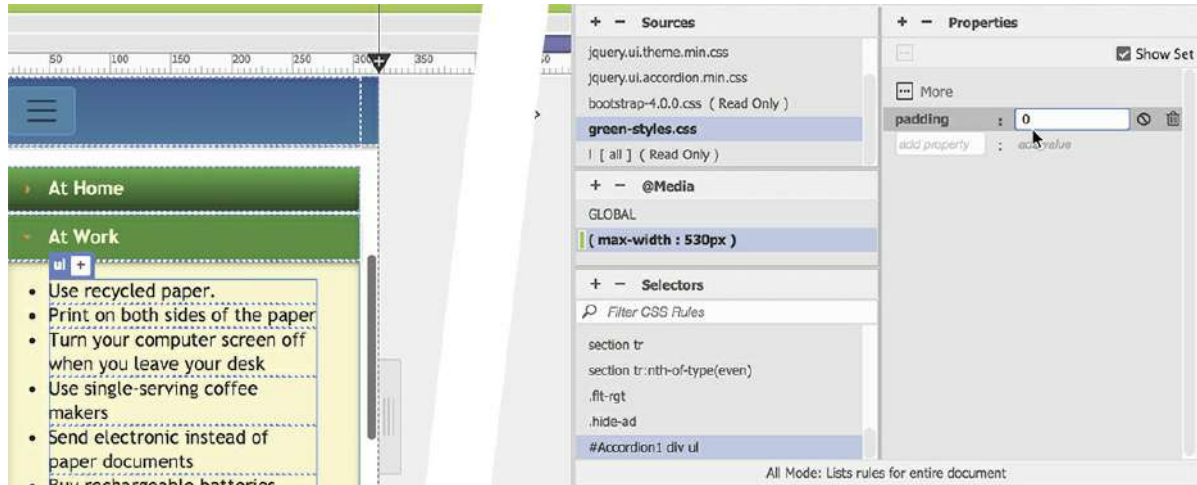 50 100 150 200 250 300 350
At Home
At Work
ul +
• Use recycled paper.
• Print on both sides of the paper
• Turn your computer screen off
when you leave your desk
• Use single-serving coffee
makers
• Send electronic instead of
paper documents
• Buy rechargeable batteries
+ − Sources
jquery.ui.theme.min.css
jquery.ui.accordion.min.css
bootstrap-4.0.0.css ( Read Only )
green-styles.css
[ all ] ( Read Only )
+ − @Media
GLOBAL
( max-width : 530px )
+ − Selectors
Filter CSS Rules
section tr
section tr:nth-of-type(even)
.flt-rgt
.hide-ad
#Accordion1 div ul
+ − Properties
Show Set
More
padding : 0
add property : add value
All Mode: Lists rules for entire document